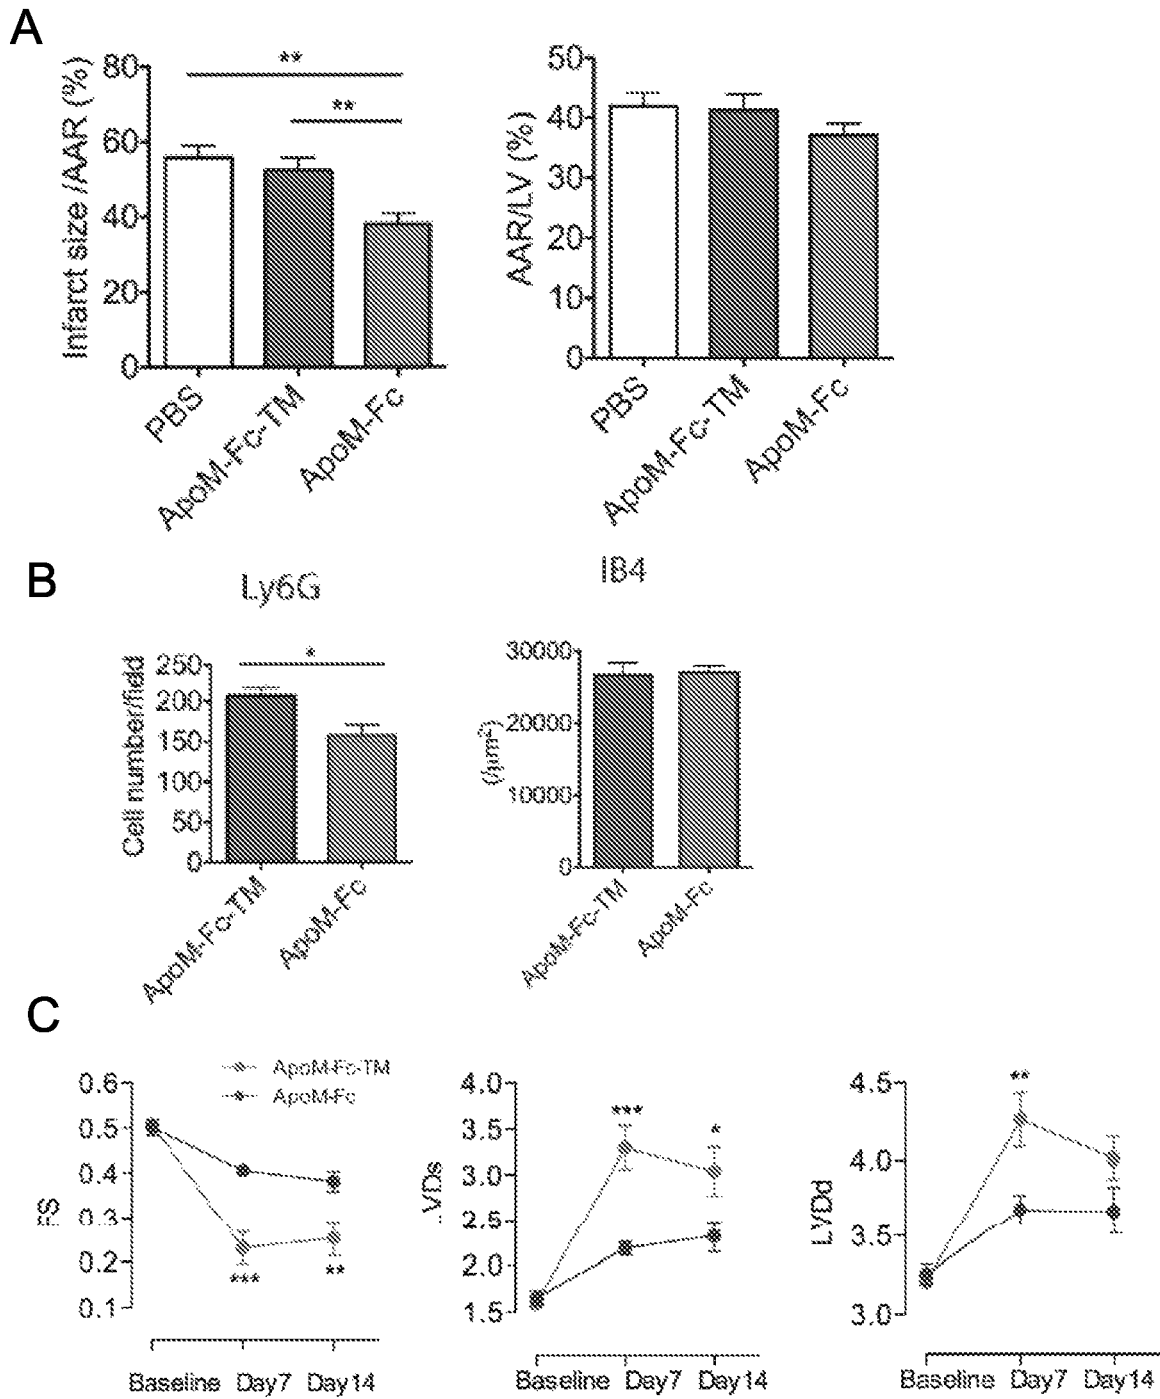 A
Infarct size /AAR (%)
80
60
40
20
0
**
**
PBS
ApoM-Fc-TM
ApoM-Fc
AAR/LV (%)
50
40
30
20
10
0
PBS
ApoM-Fc-TM
ApoM-Fc
B
Ly6G
Cell number/field
250
200
150
100
50
0
*
ApoM-Fc-TM
ApoM-Fc
IB4
(/μm²)
30000
20000
10000
0
ApoM-Fc-TM
ApoM-Fc
C
ApoM-Fc-TM
ApoM-Fc
FS
0.6
0.5
0.4
0.3
0.2
0.1
***
**
Baseline Day7 Day14
LVDs
4.0
3.5
3.0
2.5
2.0
1.5
***
*
Baseline Day7 Day14
LVDd
4.5
4.0
3.5
3.0
**
Baseline Day7 Day14